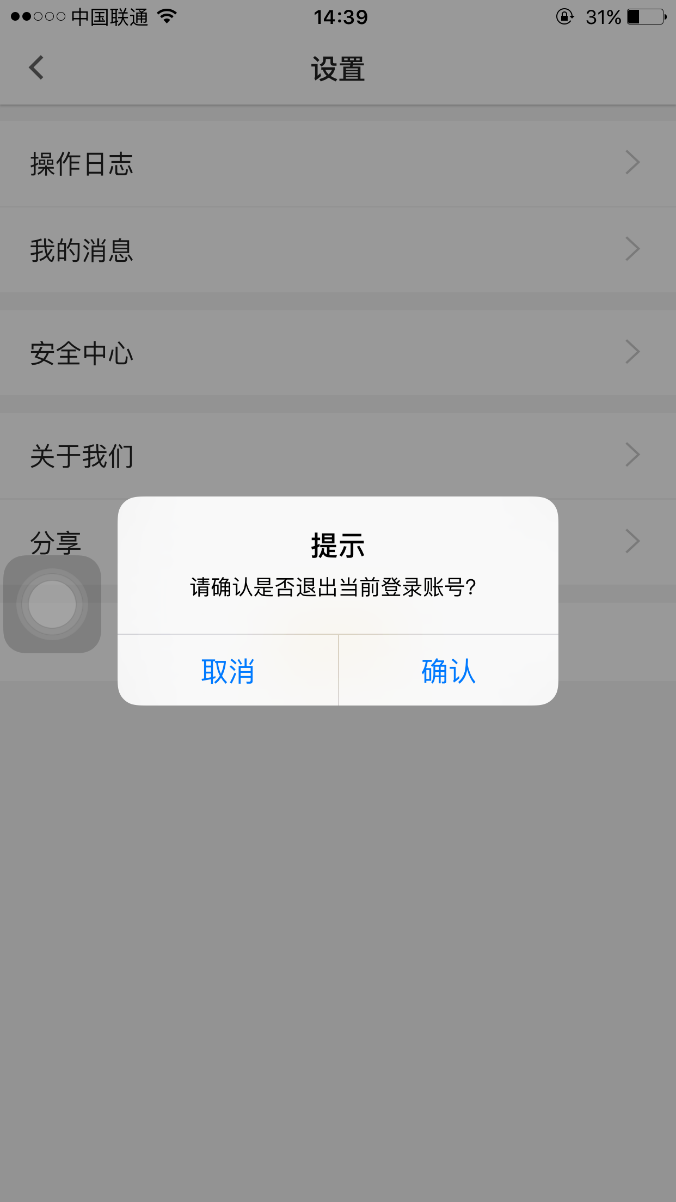 中国联通 14:39 31%
设置
操作日志
我的消息
安全中心
关于我们
分享
提示
请确认是否退出当前登录账号?
取消 确认